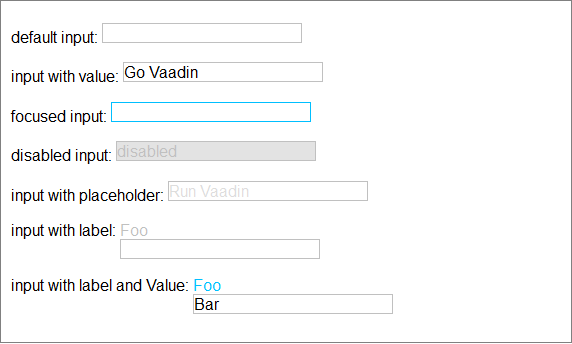 default input:
input with value: Go Vaadin
focused input:
disabled input: disabled
input with placeholder: Run Vaadin
input with label: Foo
input with label and Value: Foo
Bar